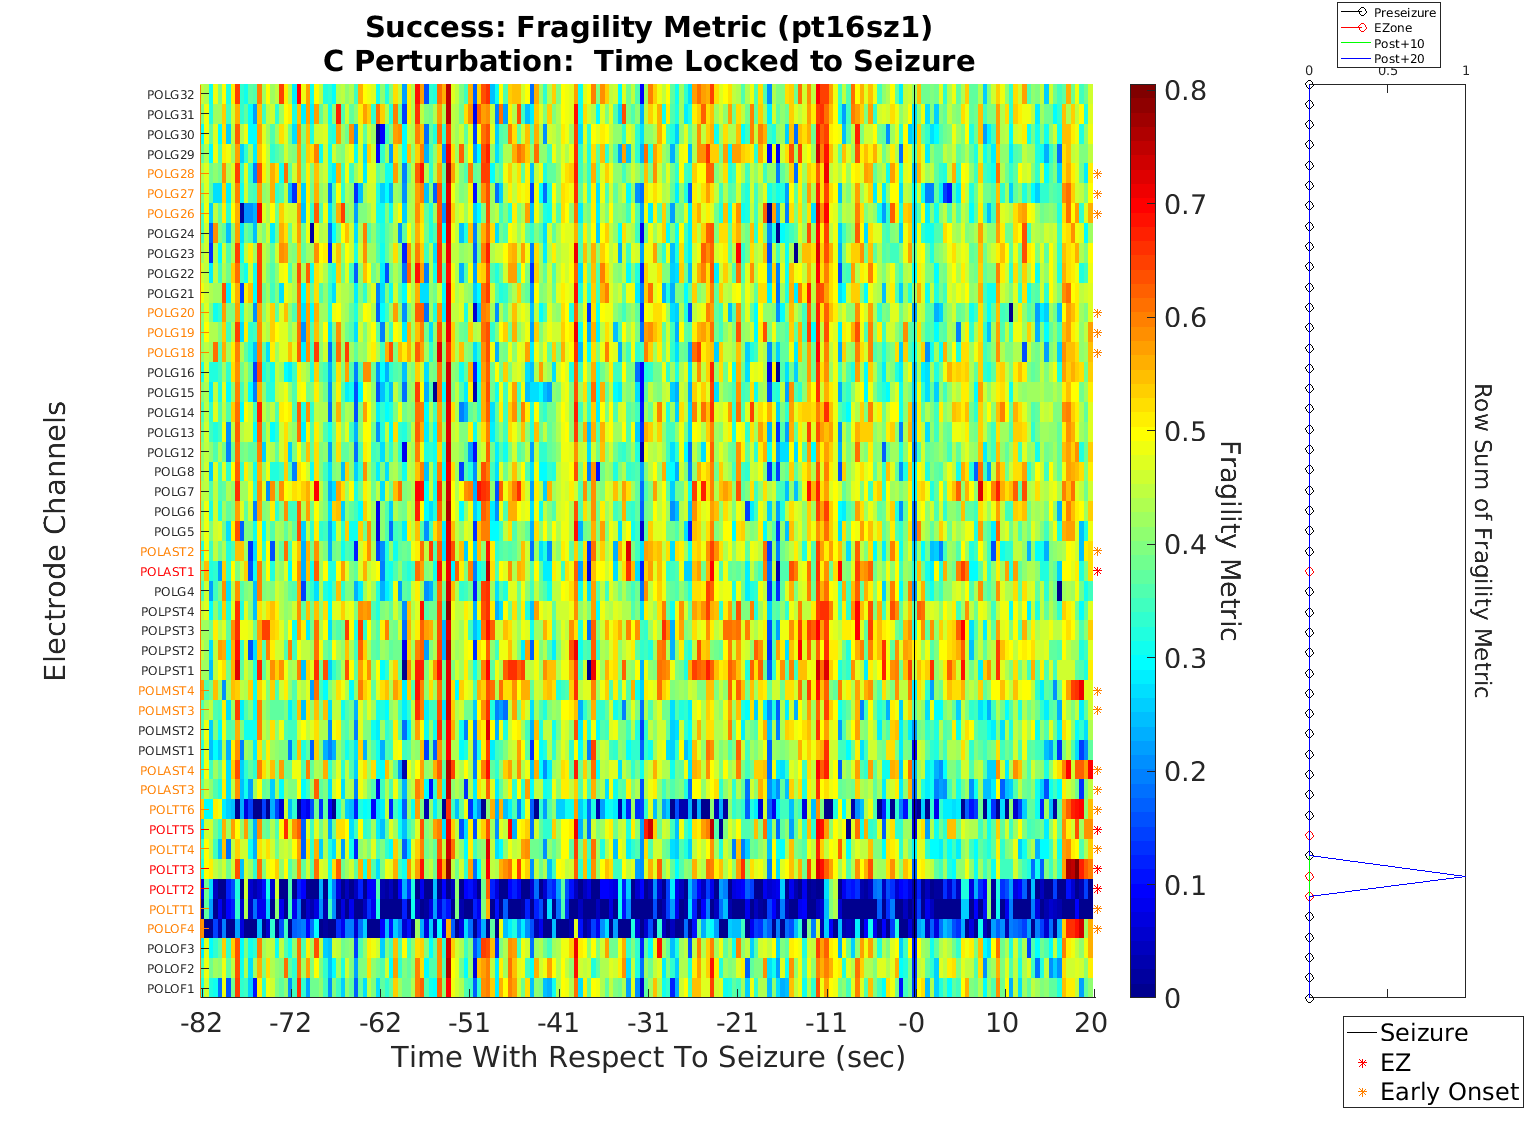 Success: Fragility Metric (pt16sz1)
C Perturbation: Time Locked to Seizure
Preseizure
EZone
Post+10
Post+20
0
0.5
1
Electrode Channels
POLG32
POLG31
POLG30
POLG29
POLG28
POLG27
POLG26
POLG24
POLG23
POLG22
POLG21
POLG20
POLG19
POLG18
POLG16
POLG15
POLG14
POLG13
POLG12
POLG8
POLG7
POLG6
POLG5
POLAST2
POLAST1
POLG4
POLPST4
POLPST3
POLPST2
POLPST1
POLMST4
POLMST3
POLMST2
POLMST1
POLAST4
POLAST3
POLTT6
POLTT5
POLTT4
POLTT3
POLTT2
POLTT1
POLOF4
POLOF3
POLOF2
POLOF1
-82
-72
-62
-51
-41
-31
-21
-11
-0
10
20
Time With Respect To Seizure (sec)
0.8
0.7
0.6
0.5
0.4
0.3
0.2
0.1
0
Fragility Metric
Row Sum of Fragility Metric
Seizure
EZ
Early Onset